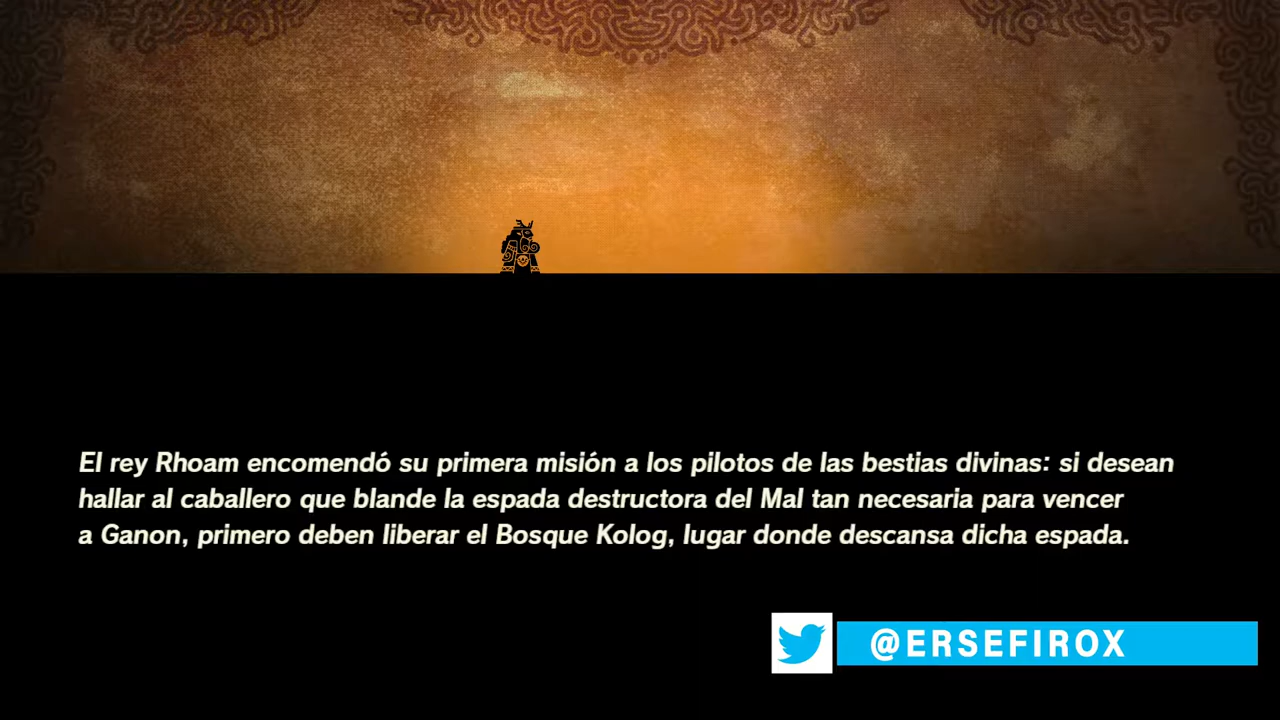 El rey Rhoam encomendó su primera misión a los pilotos de las bestias divinas: si desean
hallar al caballero que blande la espada destructora del Mal tan necesaria para vencer
a Ganon, primero deben liberar el Bosque Kolog, lugar donde descansa dicha espada.
@ERSEFIROX